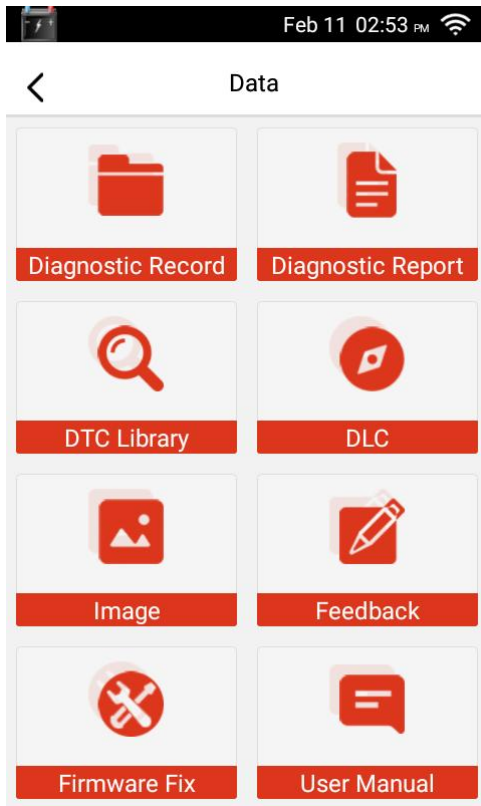 Feb 11 02:53 PM
Data
Diagnostic Record
Diagnostic Report
DTC Library
DLC
Image
Feedback
Firmware Fix
User Manual